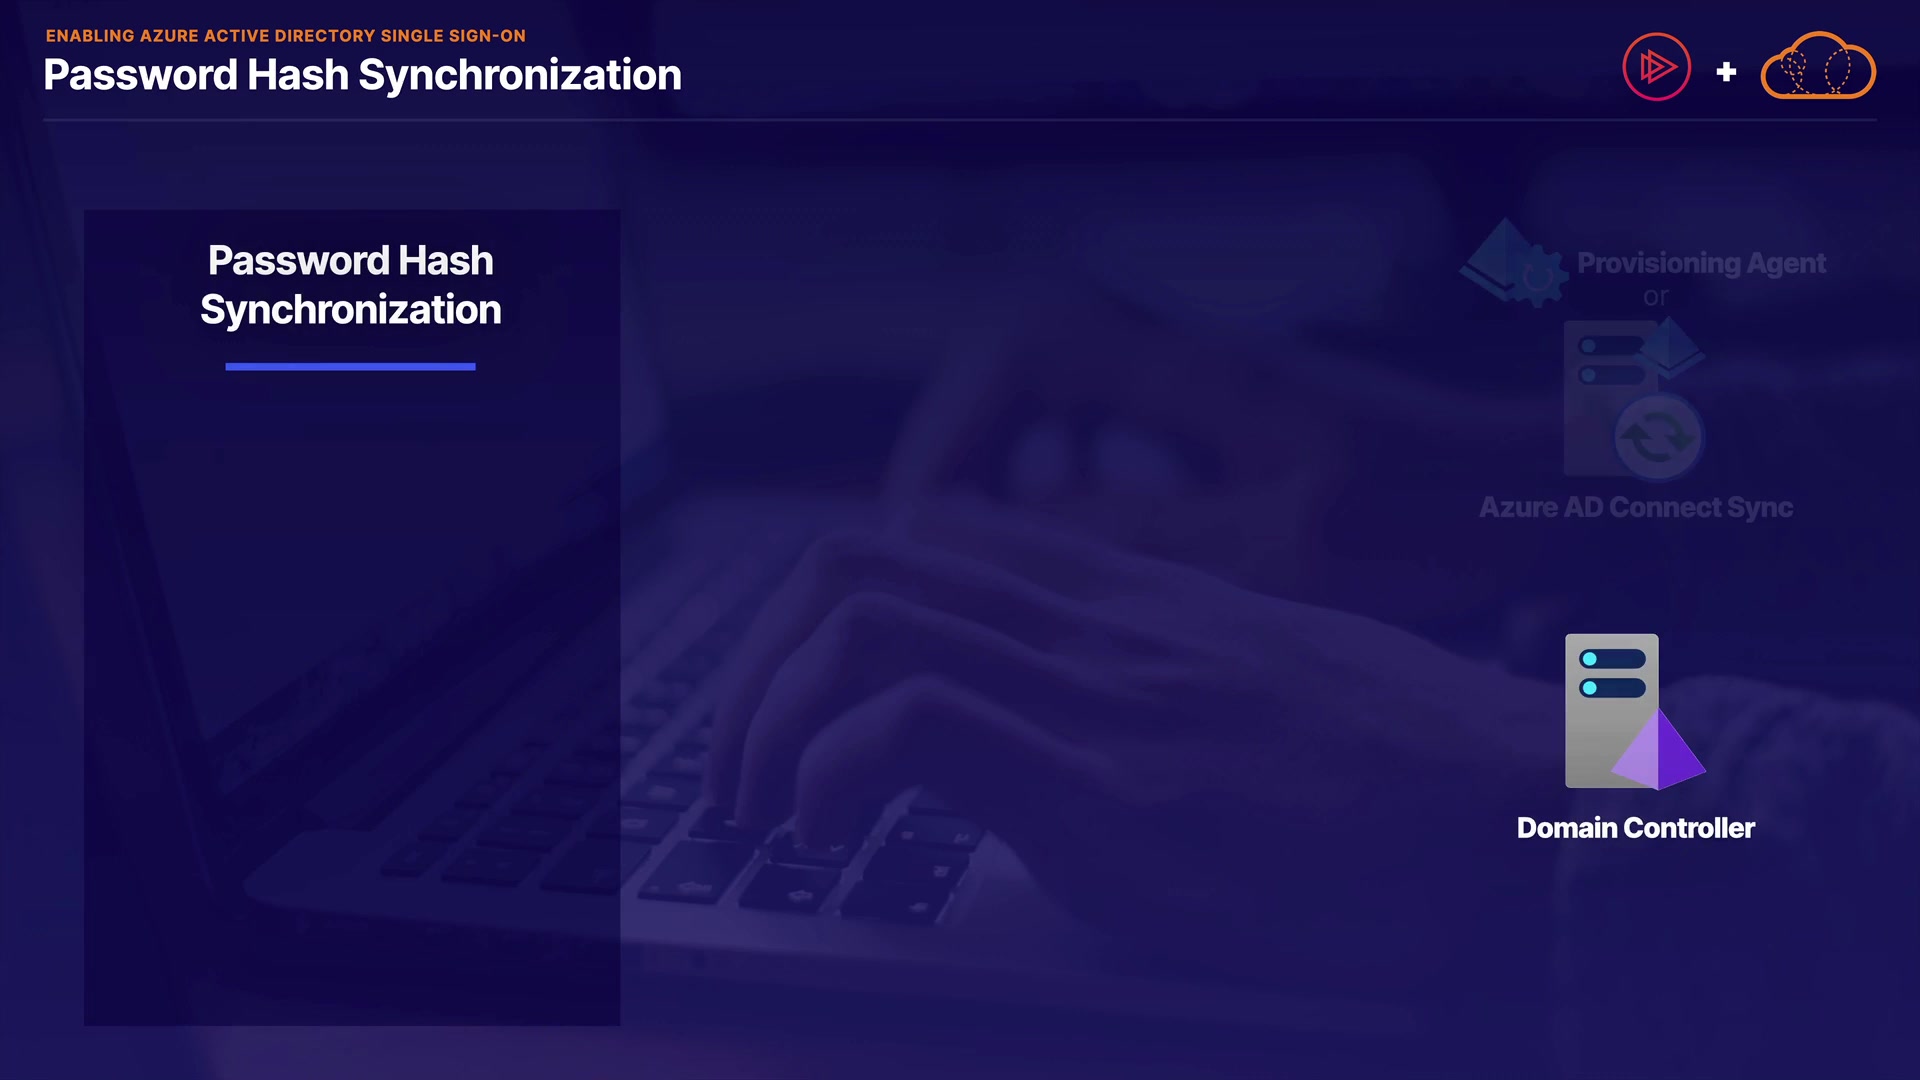 ENABLING AZURE ACTIVE DIRECTORY SINGLE SIGN-ON
Password Hash Synchronization
Password Hash
Synchronization
Provisioning Agent
or
Azure AD Connect Sync
Domain Controller